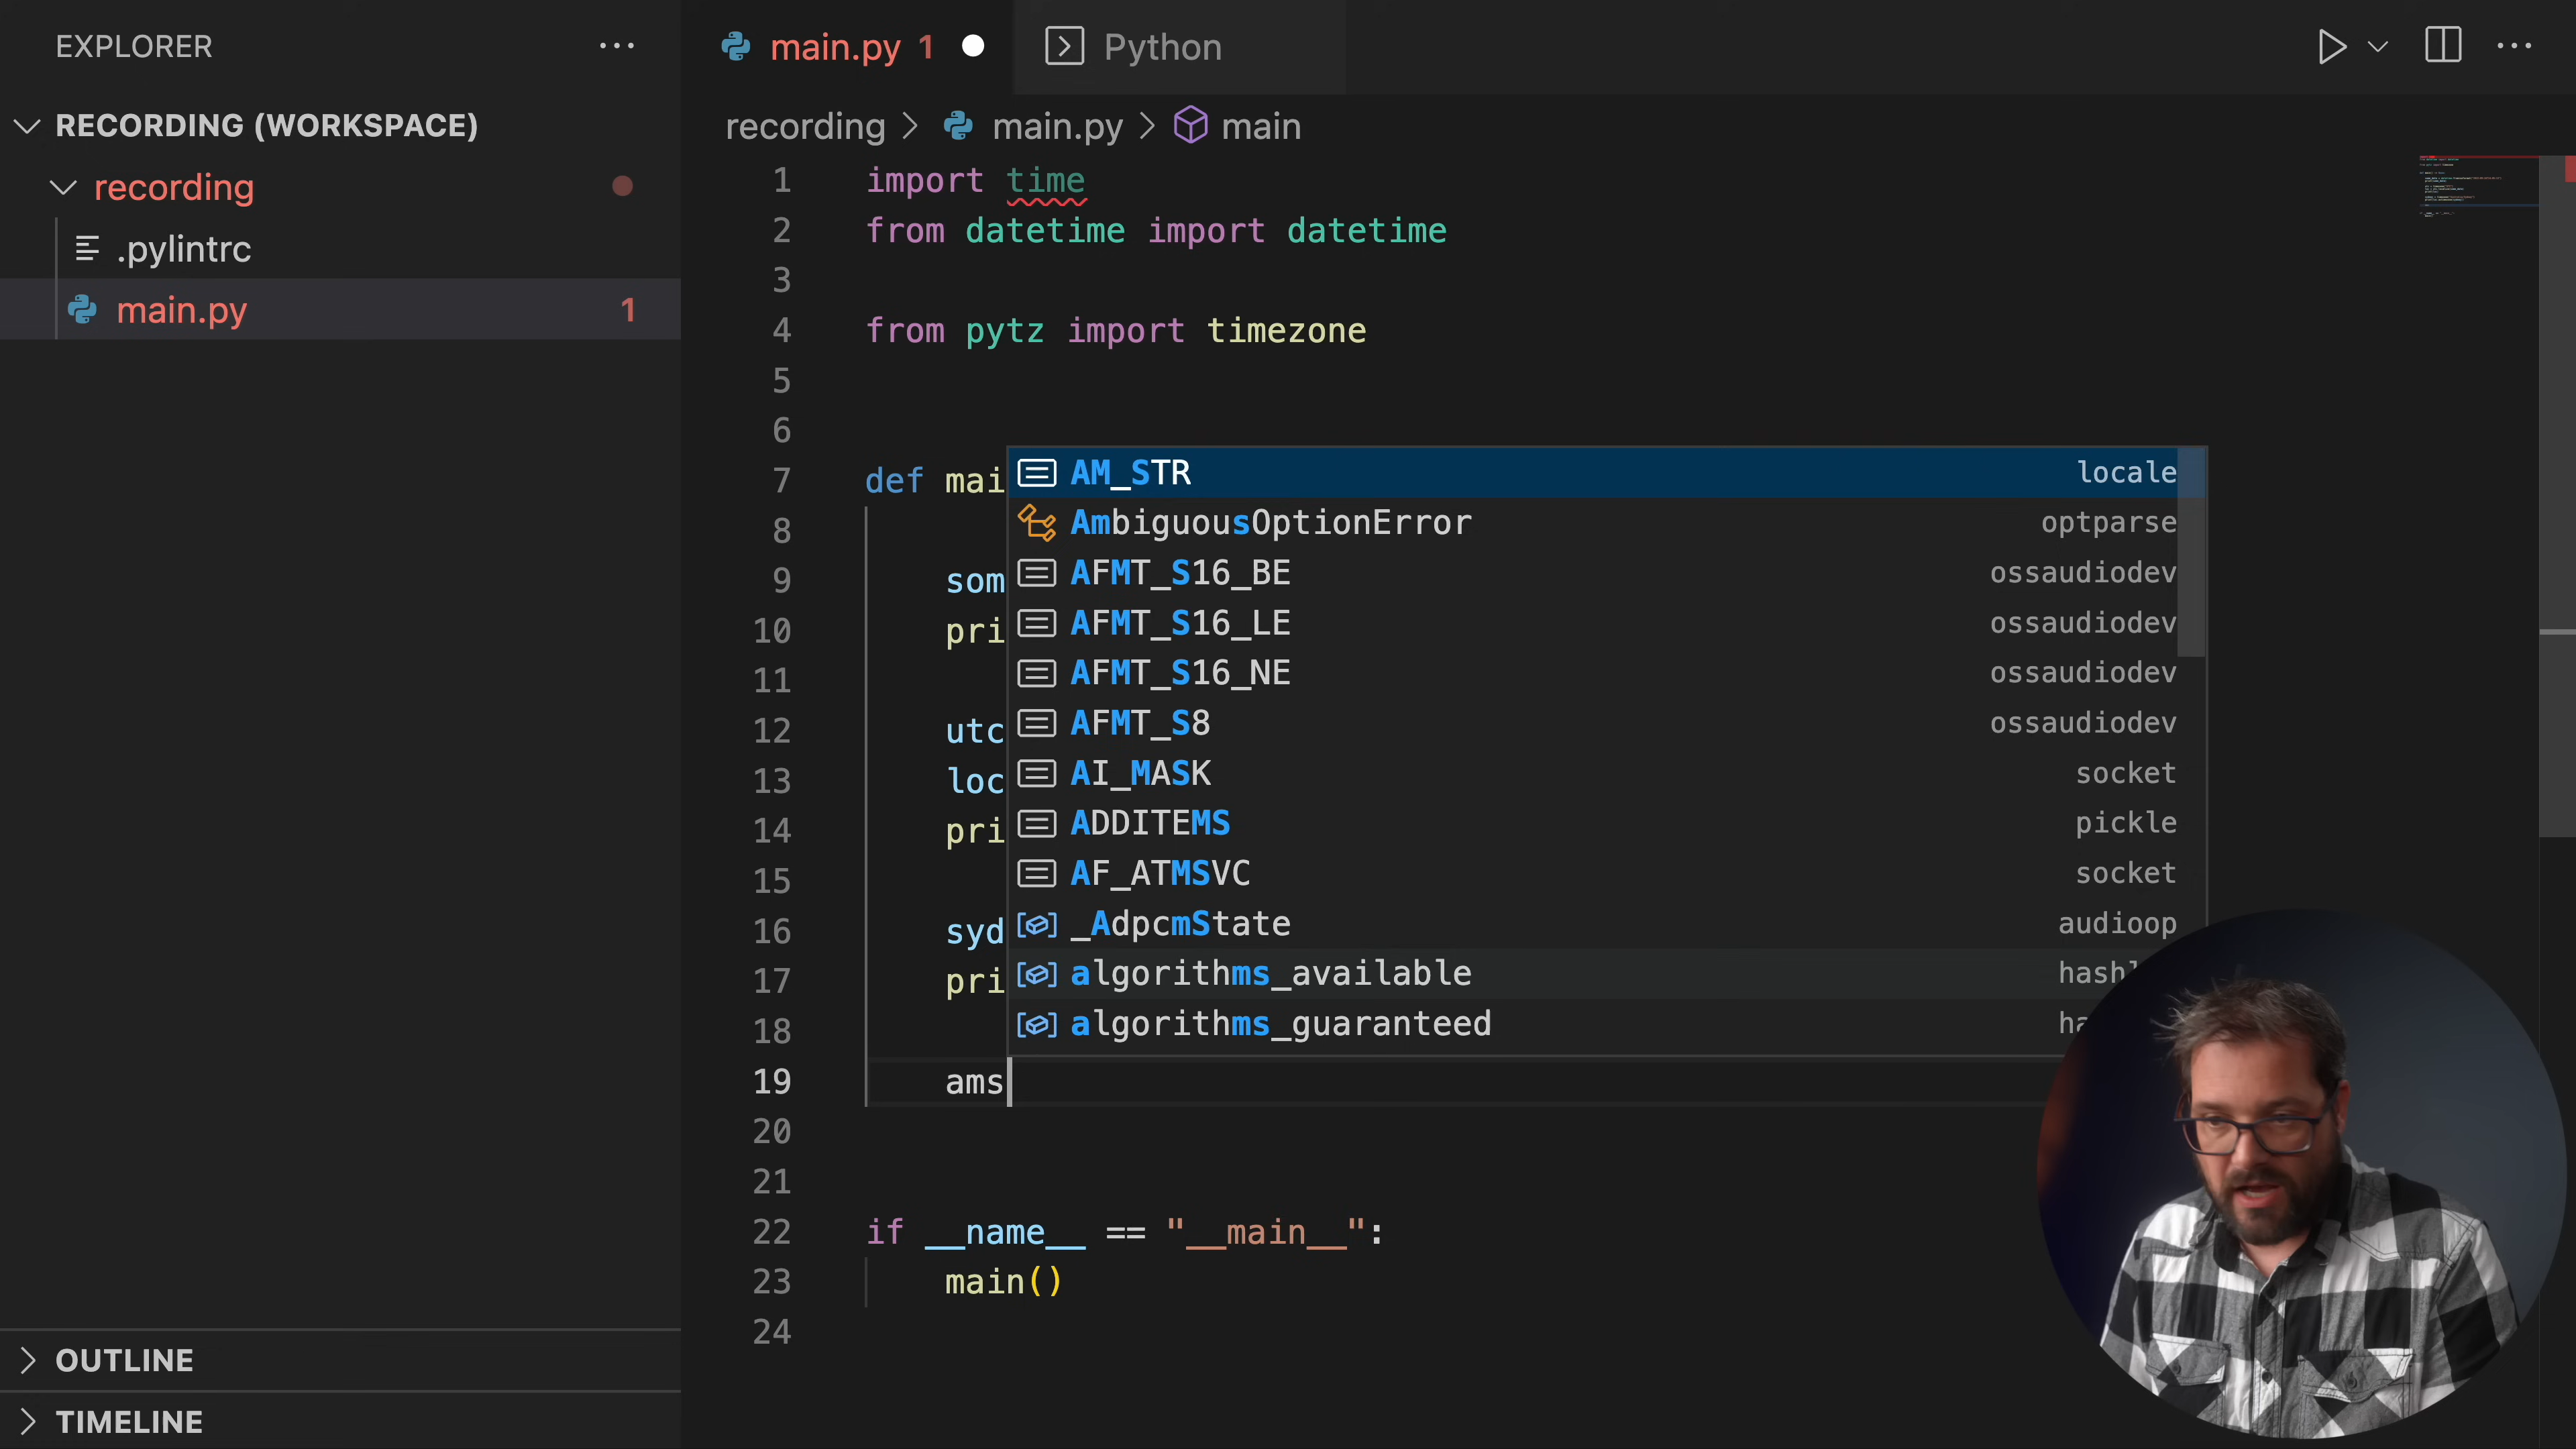 EXPLORER
RECORDING (WORKSPACE)
recording
.pylintrc
main.py 1
OUTLINE
TIMELINE
main.py 1
Python
recording > main.py > main
1 import time
2 from datetime import datetime
3
4 from pytz import timezone
5
6
7 def mai
8
9 som
10 pri
11
12 utc
13 loc
14 pri
15
16 syd
17 pri
18
19 ams
20
21
22 if __name__ == "__main__":
23 main()
24
AM_STR locale
AmbiguousOptionError optparse
AFMT_S16_BE ossaudiodev
AFMT_S16_LE ossaudiodev
AFMT_S16_NE ossaudiodev
AFMT_S8 ossaudiodev
AI_MASK socket
ADDITEMS pickle
AF_ATMSVC socket
_AdpcmState audioop
algorithms_available hashl
algorithms_guaranteed ha